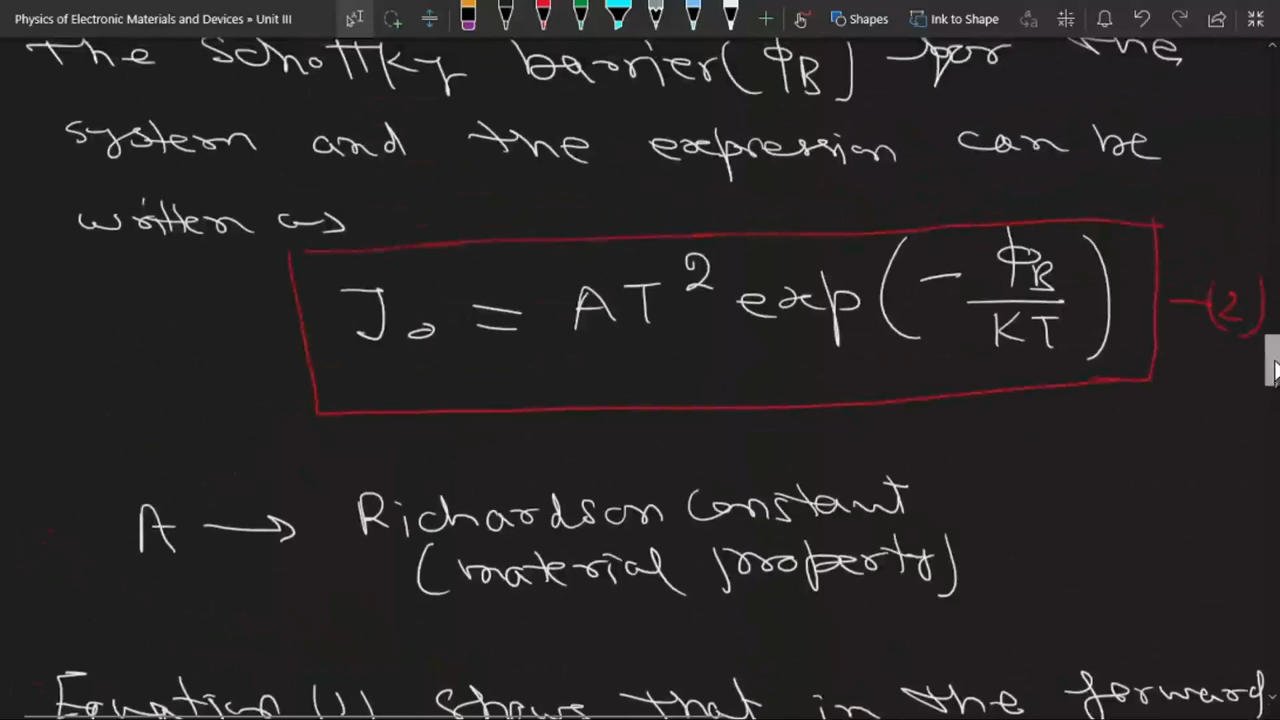 Physics of Electronic Materials and Devices » Unit III
Shapes
Ink to Shape
The Schottky barrier (ϕB) for the
system and the expression can be
written as
J₀ = AT² exp(- ϕB/KT) -(2)
A → Richardson Constant
(material property)
Equation (1) shows that in the forward